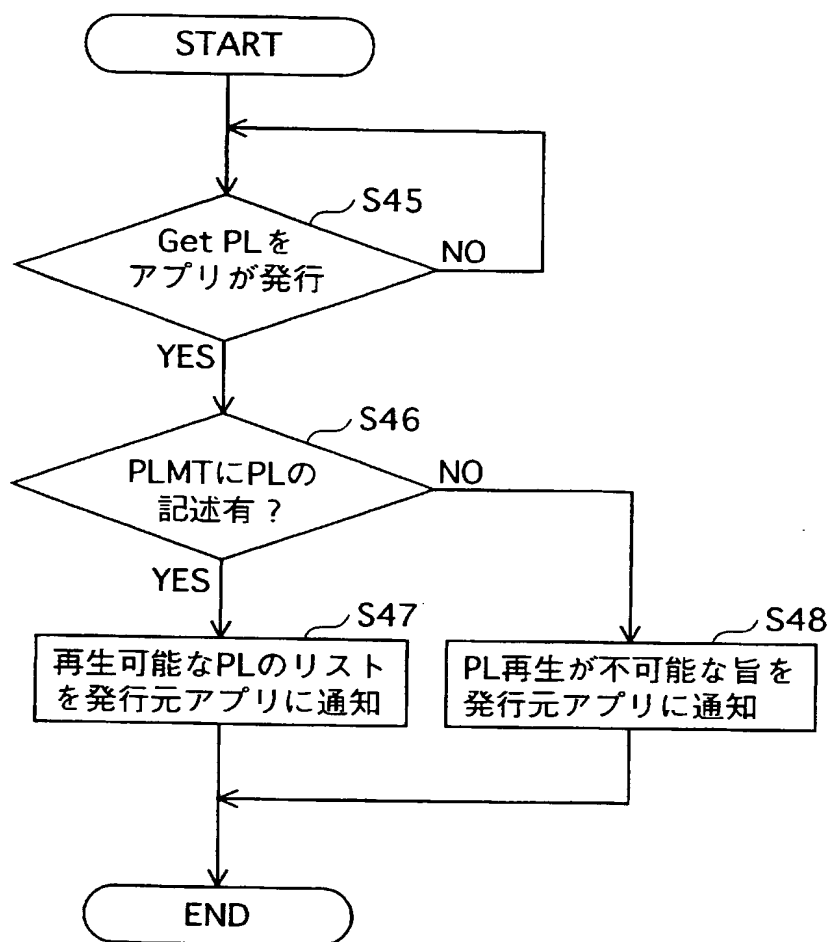 START
S45
Get PLを
アプリが発行
NO
YES
S46
PLMTにPLの
記述有？
NO
YES
S47
再生可能なPLのリスト
を発行元アプリに通知
S48
PL再生が不可能な旨を
発行元アプリに通知
END